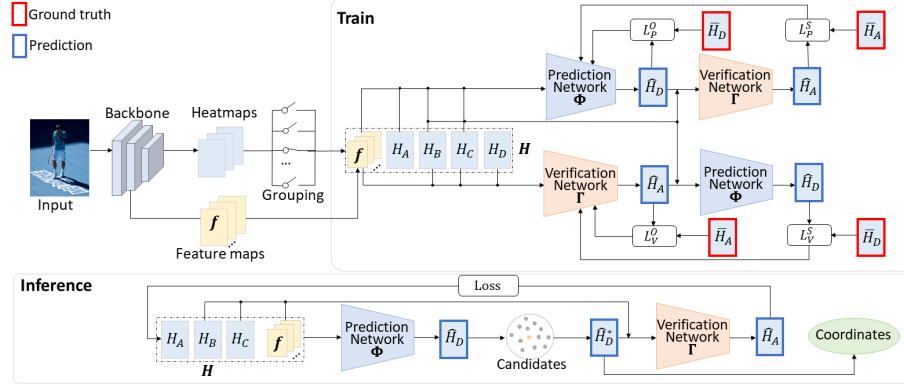 Ground truth
Prediction
Train
Backbone
Heatmaps
Input
Grouping
f
Feature maps
f
H_A
H_B
H_C
H_D
H
Prediction
Network
Φ
L_P^O
H̄_D
Ĥ_D
Verification
Network
Γ
L_P^S
H̄_A
Ĥ_A
Verification
Network
Γ
Ĥ_A
L_V^O
H̄_A
Prediction
Network
Φ
Ĥ_D
L_V^S
H̄_D
Inference
Loss
H_A
H_B
H_C
f
H
Prediction
Network
Φ
Ĥ_D
Candidates
Ĥ_D^*
Verification
Network
Γ
Ĥ_A
Coordinates